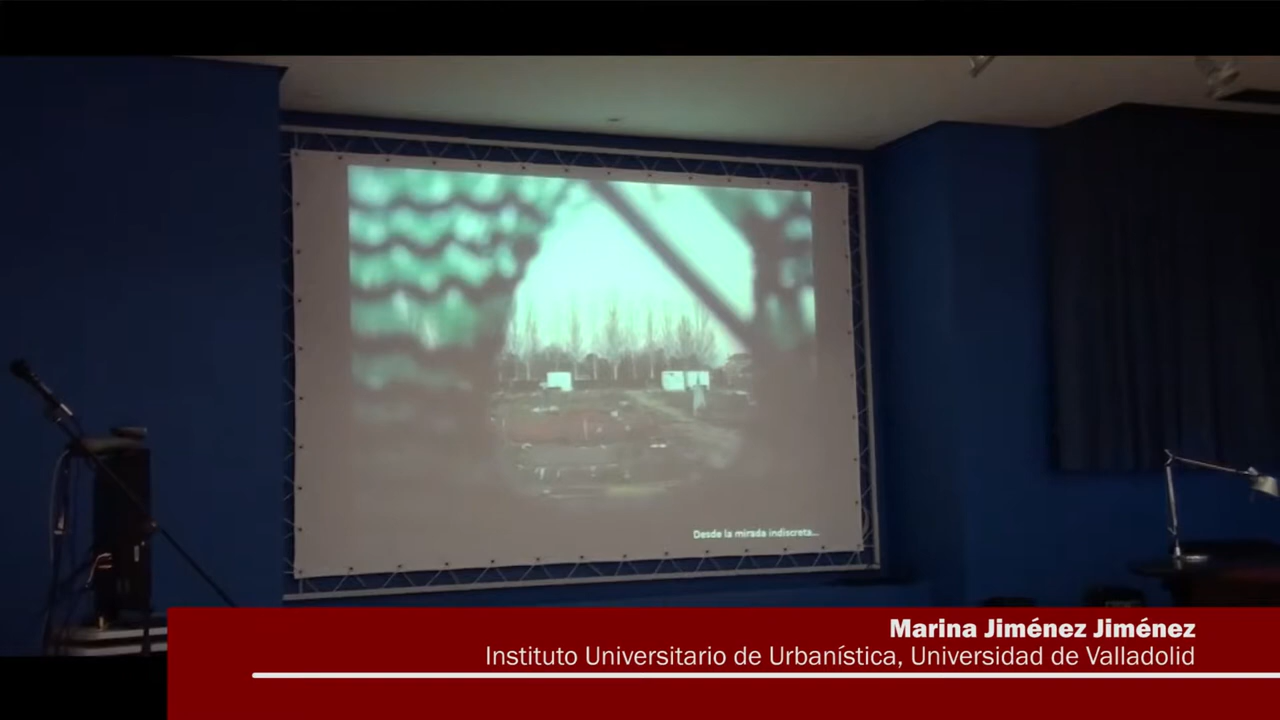 Desde la mirada indiscreta...
Marina Jiménez Jiménez
Instituto Universitario de Urbanística, Universidad de Valladolid